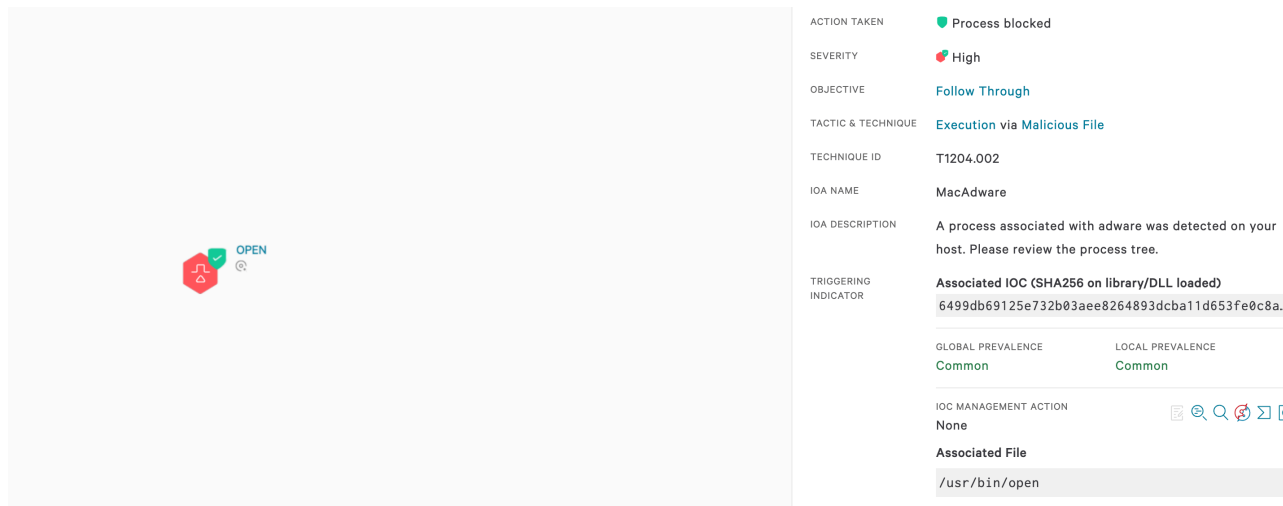 OPEN
ACTION TAKEN Process blocked
SEVERITY High
OBJECTIVE Follow Through
TACTIC & TECHNIQUE Execution via Malicious File
TECHNIQUE ID T1204.002
IOA NAME MacAdware
IOA DESCRIPTION A process associated with adware was detected on your
host. Please review the process tree.
TRIGGERING Associated IOC (SHA256 on library/DLL loaded)
INDICATOR
6499db69125e732b03aee8264893dcba11d653fe0c8a…
GLOBAL PREVALENCE LOCAL PREVALENCE
Common Common
IOC MANAGEMENT ACTION
None
Associated File
/usr/bin/open